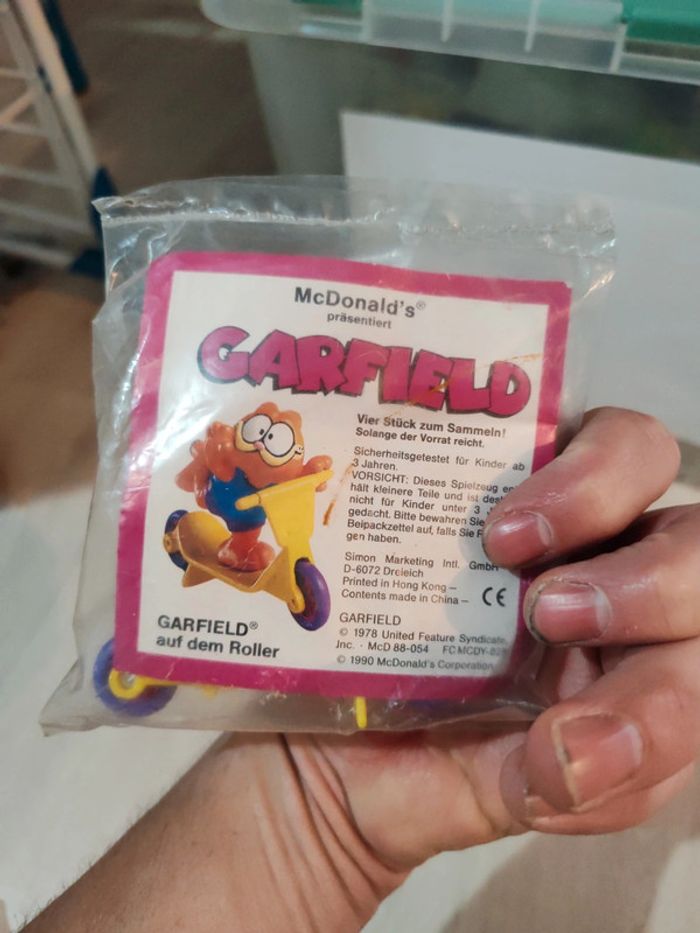 McDonald's®
präsentiert
GARFIELD
Vier Stück zum Sammeln!
Solange der Vorrat reicht.
Sicherheitsgetestet für Kinder ab
3 Jahren.
VORSICHT: Dieses Spielzeug
hält kleinere Teile und ist
nicht für Kinder unter 3
gedacht. Bitte bewahren Sie
Beipackzettel auf, falls Sie
gen haben.
Simon Marketing Intl. GmbH
D-6072 Dreieich
Printed in Hong Kong –
Contents made in China – CE
GARFIELD
© 1978 United Feature Syndicate,
Inc. · McD 88-054
© 1990 McDonald's Corporation
GARFIELD®
auf dem Roller